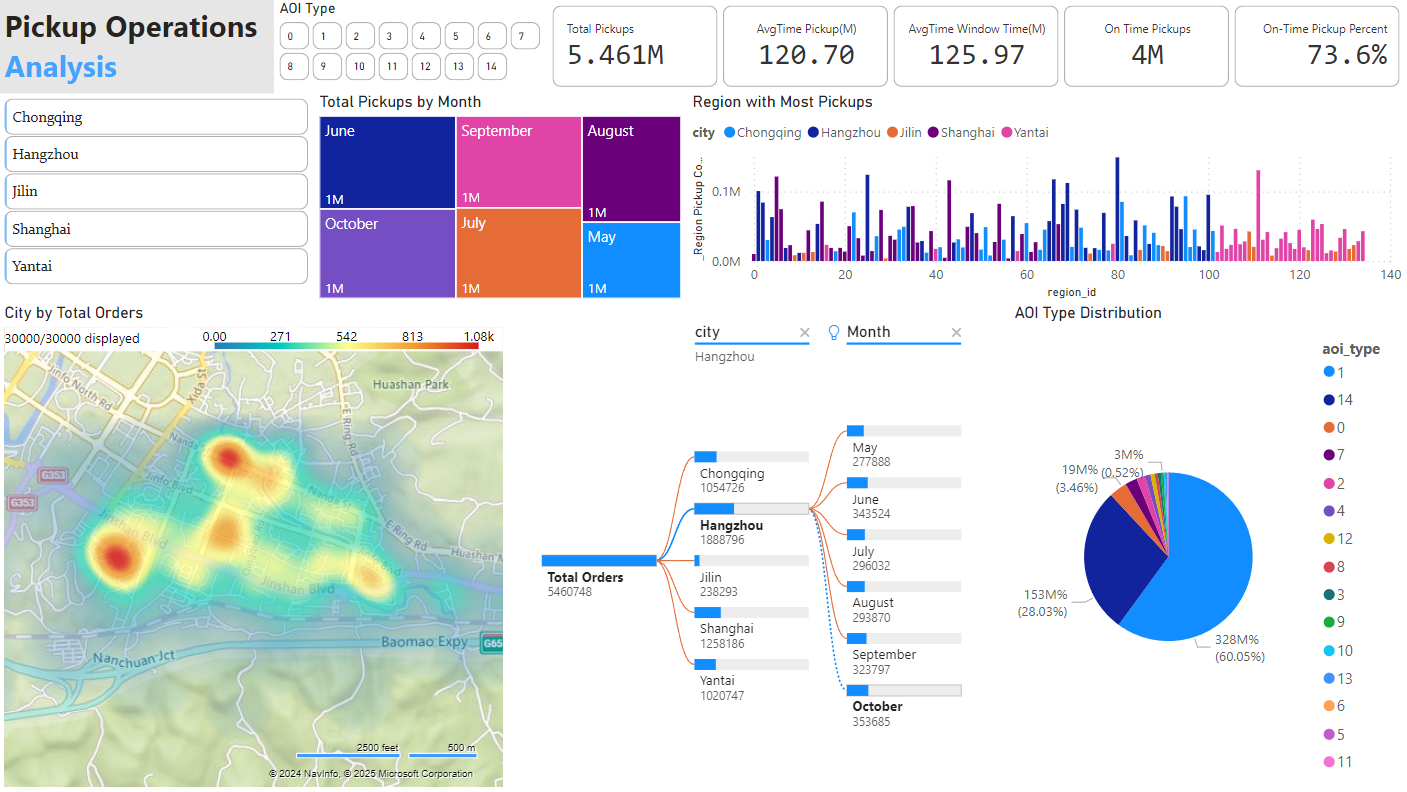 Pickup Operations
Analysis
AOI Type
0 1 2 3 4 5 6 7
8 9 10 11 12 13 14
Total Pickups
5.461M
AvgTime Pickup(M)
120.70
AvgTime Window Time(M)
125.97
On Time Pickups
4M
On-Time Pickup Percent
73.6%
Chongqing
Hangzhou
Jilin
Shanghai
Yantai
Total Pickups by Month
June
1M
September
1M
August
1M
October
1M
July
1M
May
1M
Region with Most Pickups
city Chongqing Hangzhou Jilin Shanghai Yantai
_Region Pickup Co...
0.1M
0.0M
0 20 40 60 80 100 120 140
region_id
City by Total Orders
30000/30000 displayed
0.00 271 542 813 1.08k
Jinfo North Rd
Xida St
Huashan Park
E Ring Rd
G353
G353
Jinfo Blvd
Jinshan Blvd
E Ring Rd
Huashan
Jinshan Blvd
Baomao Expy
G65
Nanchuan Jct
2500 feet 500 m
© 2024 NavInfo, © 2025 Microsoft Corporation
city
Hangzhou
Month
Total Orders
5460748
Chongqing
1054726
Hangzhou
1888796
Jilin
238293
Shanghai
1258186
Yantai
1020747
May
277888
June
343524
July
296032
August
293870
September
323797
October
353685
AOI Type Distribution
3M%
(0.52%)
19M%
(3.46%)
153M%
(28.03%)
328M%
(60.05%)
aoi_type
1
14
0
7
2
4
12
8
3
9
10
13
6
5
11